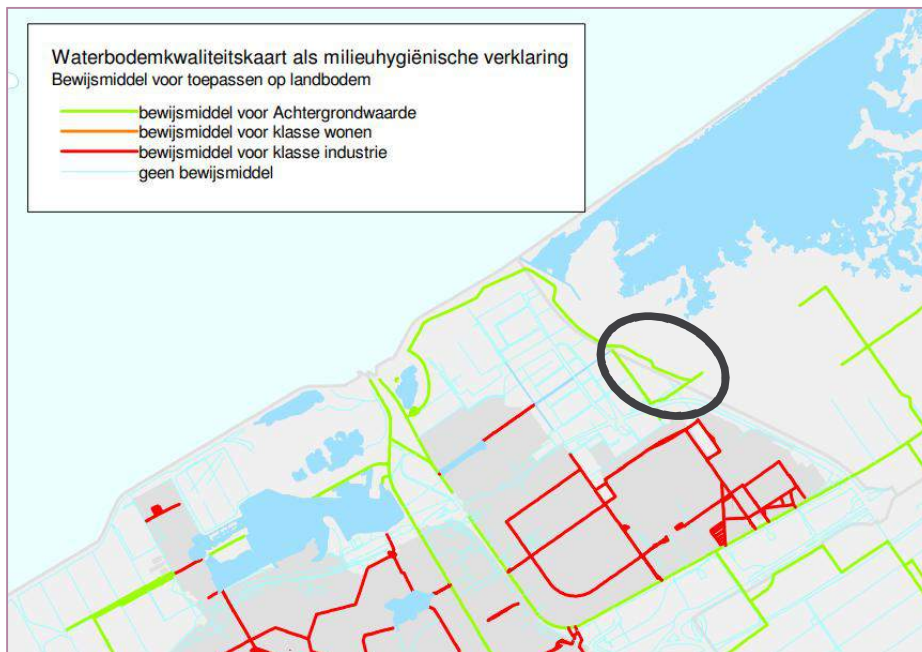 Waterbodemkwaliteitskaart als milieuhygiënische verklaring
Bewijsmiddel voor toepassen op landbodem
bewijsmiddel voor Achtergrondwaarde
bewijsmiddel voor klasse wonen
bewijsmiddel voor klasse industrie
geen bewijsmiddel